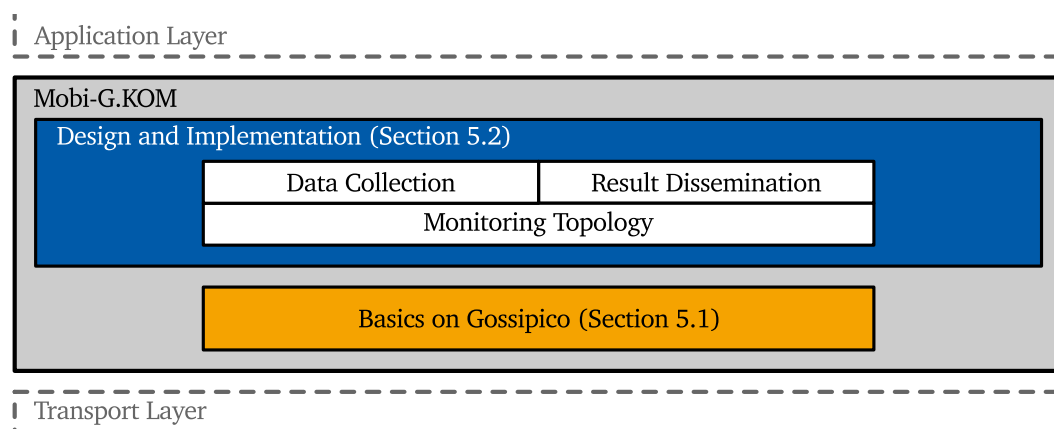 Application Layer
Mobi-G.KOM
Design and Implementation (Section 5.2)
Data Collection
Result Dissemination
Monitoring Topology
Basics on Gossipico (Section 5.1)
Transport Layer